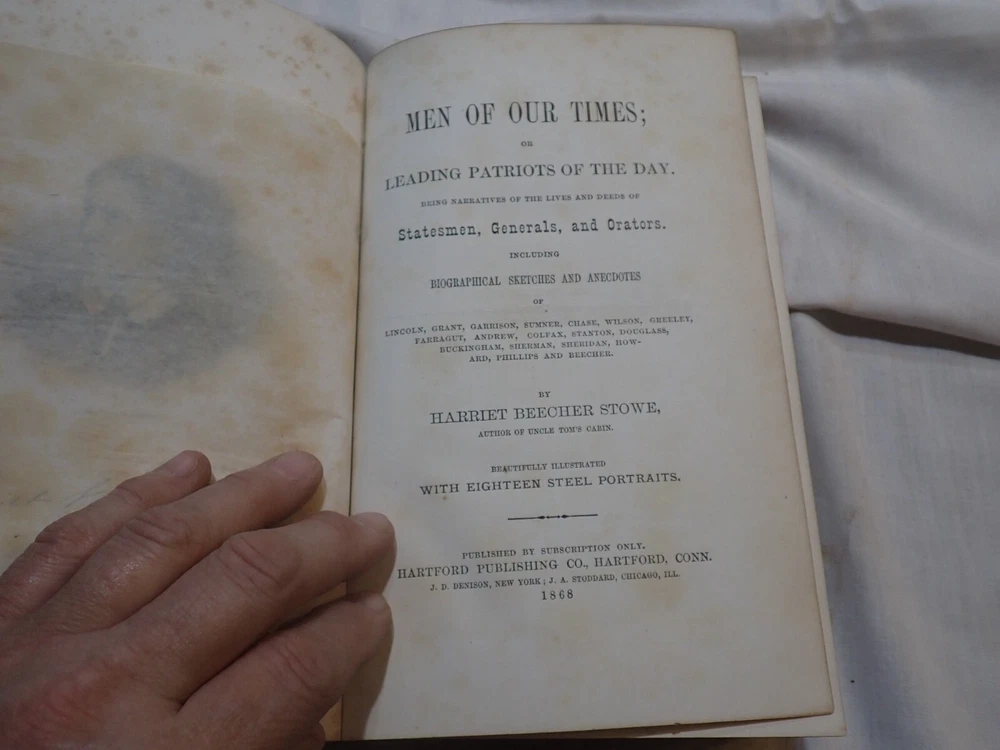 MEN OF OUR TIMES;
OR
LEADING PATRIOTS OF THE DAY.
BEING NARRATIVES OF THE LIVES AND DEEDS OF
Statesmen, Generals, and Orators.
INCLUDING
BIOGRAPHICAL SKETCHES AND ANECDOTES
OF
LINCOLN, GRANT, GARRISON, SUMNER, CHASE, WILSON, GREELEY,
FARRAGUT, ANDREW, COLFAX, STANTON, DOUGLASS,
BUCKINGHAM, SHERMAN, SHERIDAN, HOW-
ARD, PHILLIPS AND BEECHER.
BY
HARRIET BEECHER STOWE,
AUTHOR OF UNCLE TOM'S CABIN.
BEAUTIFULLY ILLUSTRATED
WITH EIGHTEEN STEEL PORTRAITS.
PUBLISHED BY SUBSCRIPTION ONLY.
HARTFORD PUBLISHING CO., HARTFORD, CONN.
J. D. DENISON, NEW YORK; J. A. STODDARD, CHICAGO, ILL.
1868